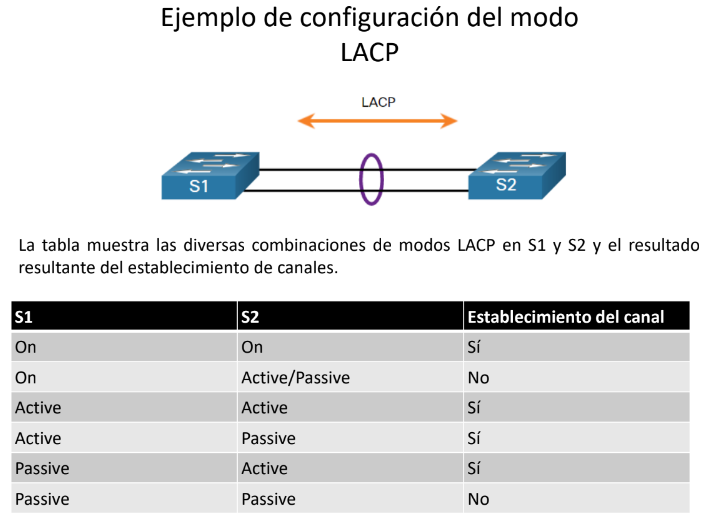 Ejemplo de configuración del modo
LACP
LACP
S1
S2
La tabla muestra las diversas combinaciones de modos LACP en S1 y S2 y el resultado
resultante del establecimiento de canales.
S1 S2 Establecimiento del canal
On On Sí
On Active/Passive No
Active Active Sí
Active Passive Sí
Passive Active Sí
Passive Passive No